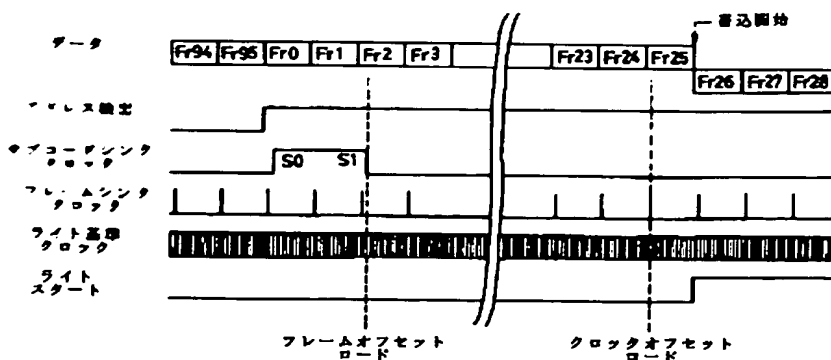 書込開始
データ
Fr94 Fr95 Fr0 Fr1 Fr2 Fr3 Fr23 Fr24 Fr25
Fr26 Fr27 Fr28
アドレス検出
サブコードシンク
クロック
S0 S1
フレームシンク
クロック
ライト基準
クロック
ライト
スタート
フレームオフセット
ロード
クロックオフセット
ロード